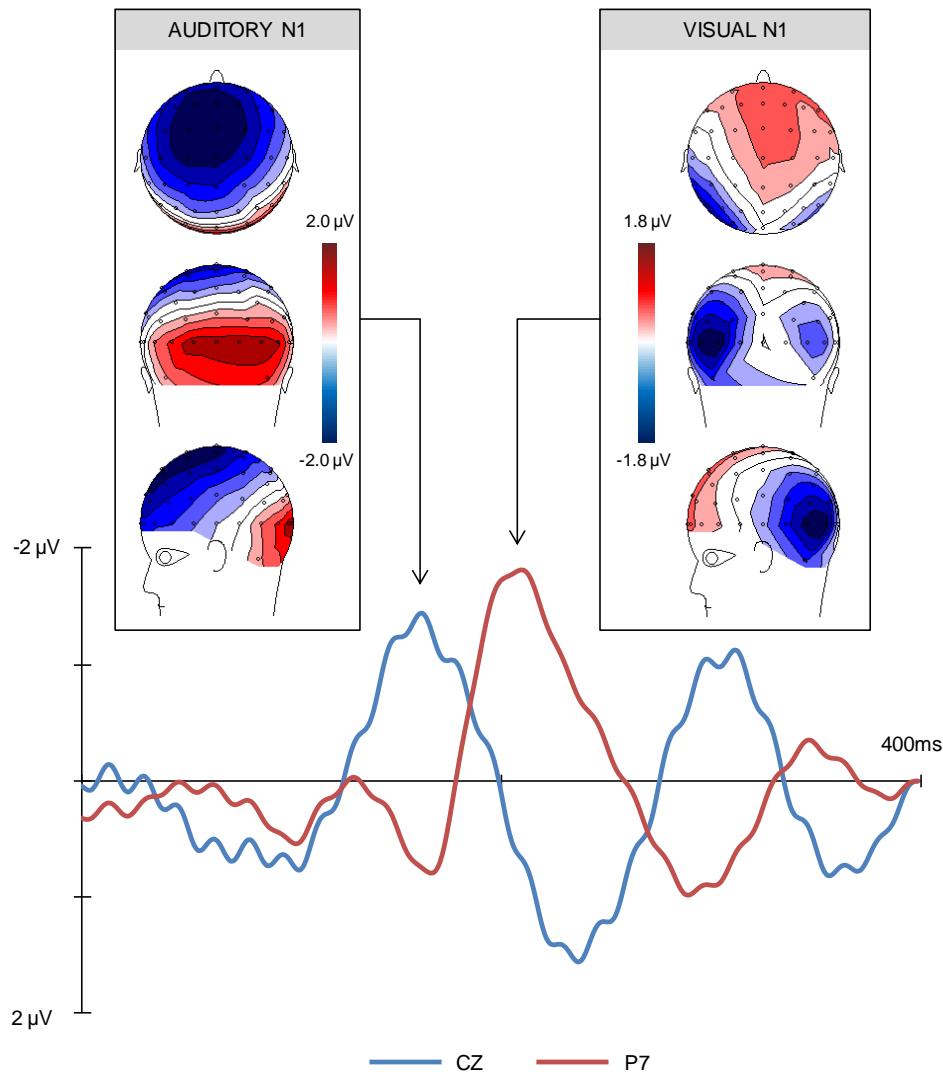 AUDITORY N1
VISUAL N1
2.0 µV
1.8 µV
-2.0 µV
-1.8 µV
-2 µV
400ms
2 µV
CZ
P7